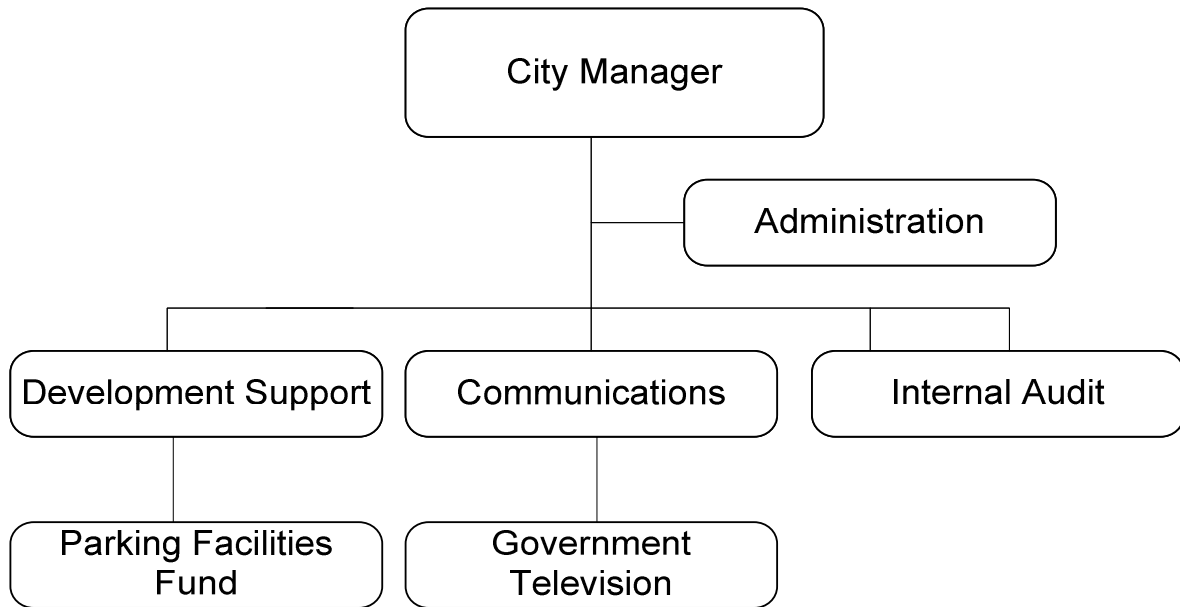 City Manager
Administration
Development Support
Communications
Internal Audit
Parking Facilities
Fund
Government
Television